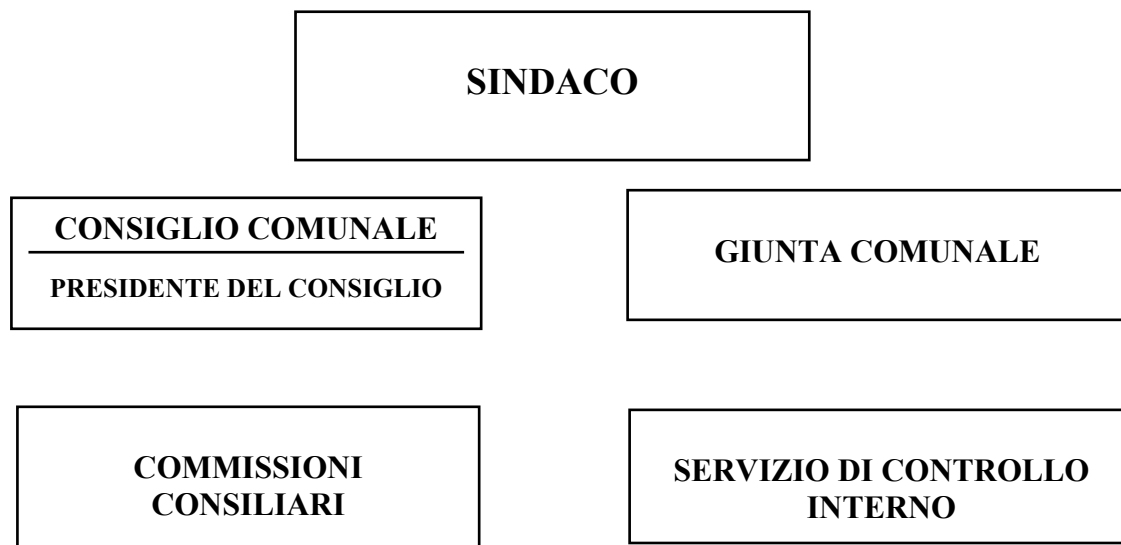 SINDACO
CONSIGLIO COMUNALE
PRESIDENTE DEL CONSIGLIO
GIUNTA COMUNALE
COMMISSIONI
CONSILIARI
SERVIZIO DI CONTROLLO
INTERNO